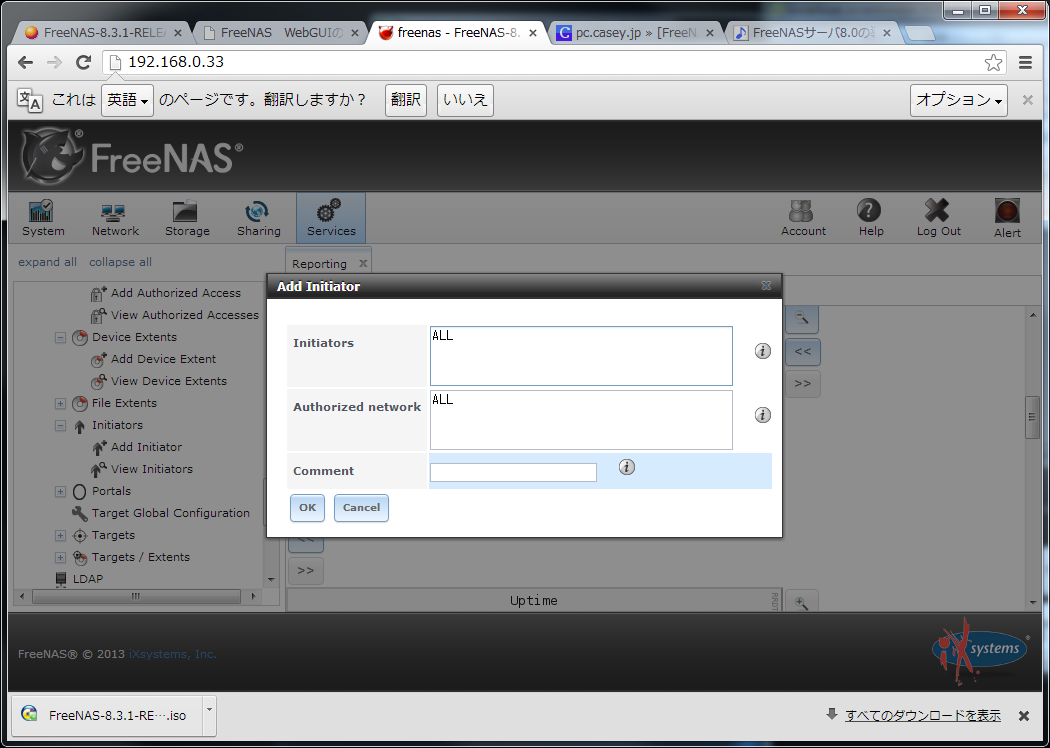 FreeNAS-8.3.1-RELE
FreeNAS WebGUIの
freenas - FreeNAS-8.
pc.casey.jp » [FreeN
FreeNASサーバ8.0の
192.168.0.33
これは 英語 のページです。翻訳しますか？ 翻訳 いいえ オプション
FreeNAS®
System Network Storage Sharing Services Account Help Log Out Alert
expand all collapse all
Reporting
Add Authorized Access
View Authorized Accesses
Device Extents
Add Device Extent
View Device Extents
File Extents
Initiators
Add Initiator
View Initiators
Portals
Target Global Configuration
Targets
Targets / Extents
LDAP
Add Initiator
Initiators
ALL
Authorized network
ALL
Comment
OK Cancel
<<
>>
<<
>>
Uptime
FreeNAS® © 2013 iXsystems, Inc.
iXsystems®
FreeNAS-8.3.1-RE….iso
すべてのダウンロードを表示